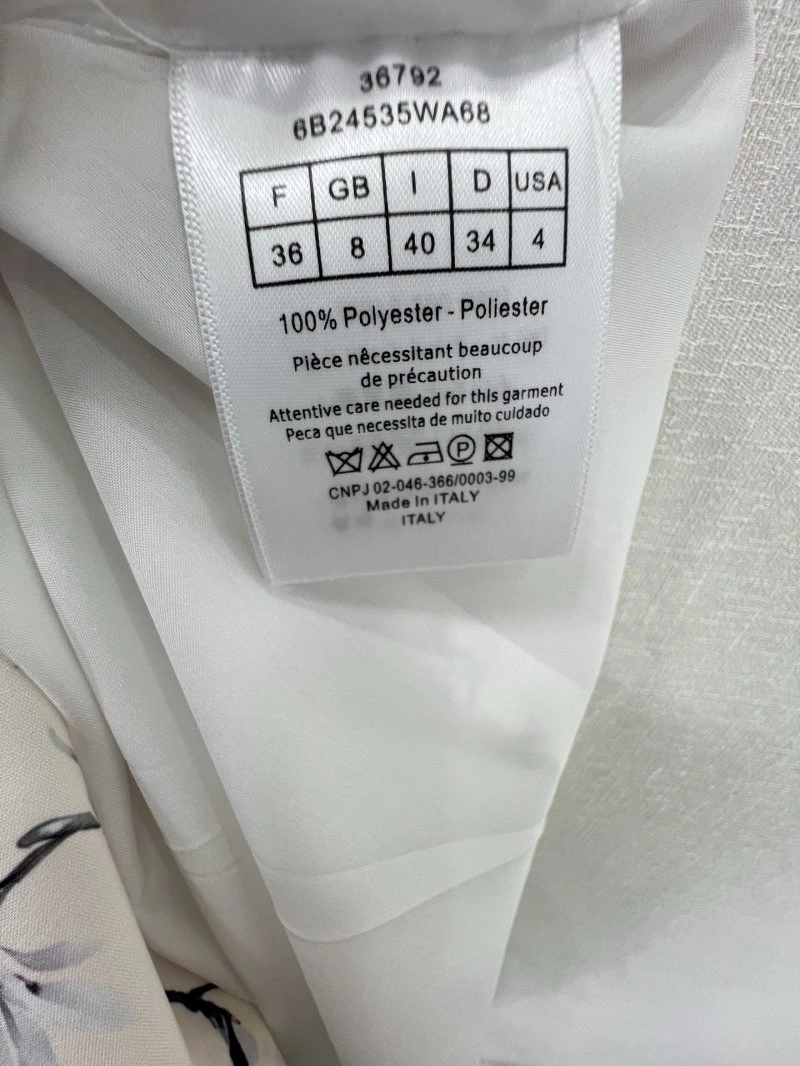 36792
6B24535WA68
F GB I D USA
36 8 40 34 4
100% Polyester - Poliester
Pièce nêcessitant beaucoup
de précaution
Attentive care needed for this garment
Peca que necessita de muito cuidado
P
CNPJ 02-046-366/0003-99
Made In ITALY
ITALY